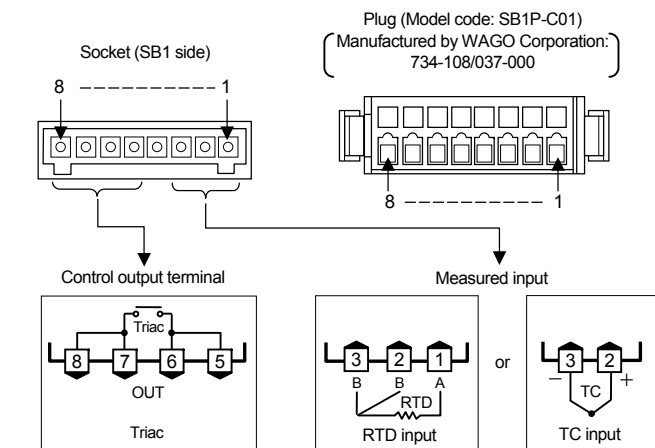 Plug (Model code: SB1P-C01)
Manufactured by WAGO Corporation:
734-108/037-000
Socket (SB1 side)
8 1
8 1
Control output terminal
Measured input
Triac
8 7 6 5
OUT
Triac
3 2 1
B B A
RTD
RTD input
or
3 2
− +
TC
TC input